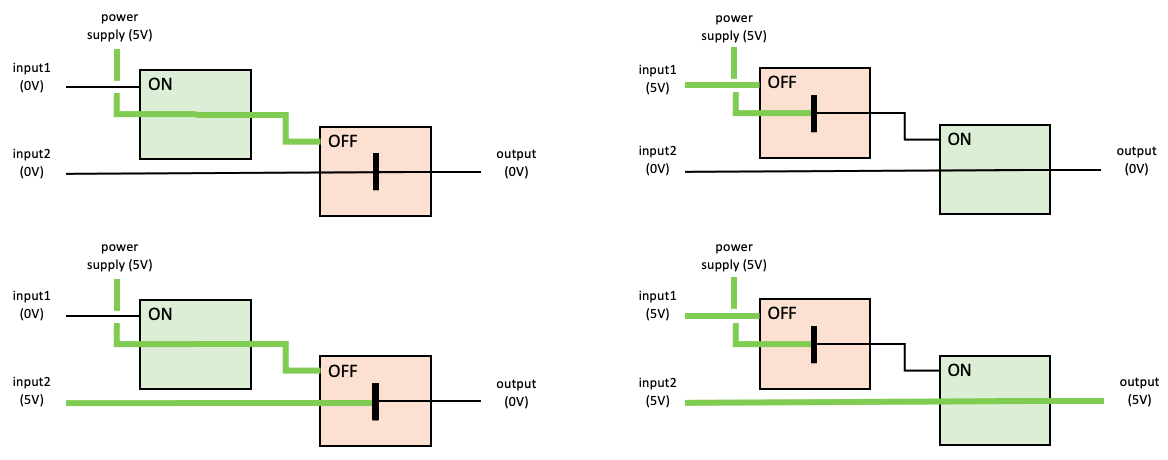 power
supply (5V)
input1
(0V)
ON
input2
(0V)
OFF
output
(0V)
power
supply (5V)
input1
(5V)
OFF
input2
(0V)
ON
output
(0V)
power
supply (5V)
input1
(0V)
ON
input2
(5V)
OFF
output
(0V)
power
supply (5V)
input1
(5V)
OFF
input2
(5V)
ON
output
(5V)